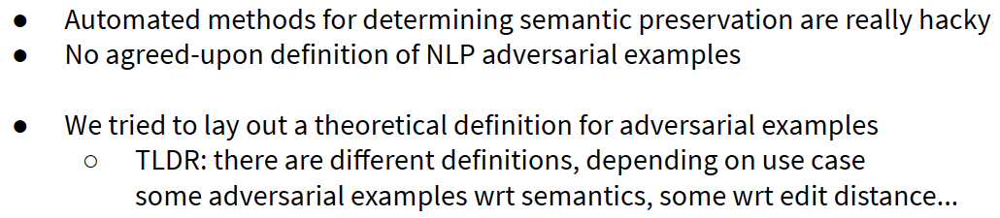 ● Automated methods for determining semantic preservation are really hacky
● No agreed-upon definition of NLP adversarial examples
● We tried to lay out a theoretical definition for adversarial examples
○ TLDR: there are different definitions, depending on use case
some adversarial examples wrt semantics, some wrt edit distance...